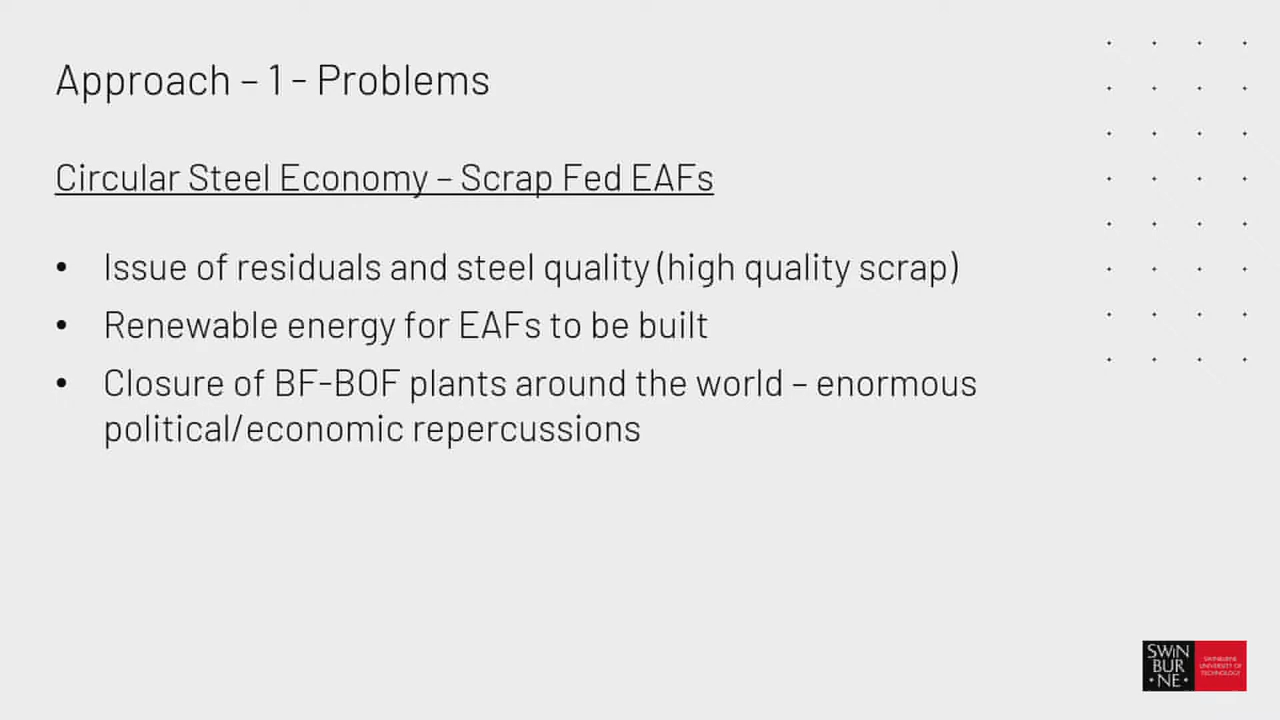 Approach – 1 - Problems
Circular Steel Economy – Scrap Fed EAFs
• Issue of residuals and steel quality (high quality scrap)
• Renewable energy for EAFs to be built
• Closure of BF-BOF plants around the world – enormous
political/economic repercussions
SWIN
BUR
• NE •
SWINBURNE
UNIVERSITY OF
TECHNOLOGY